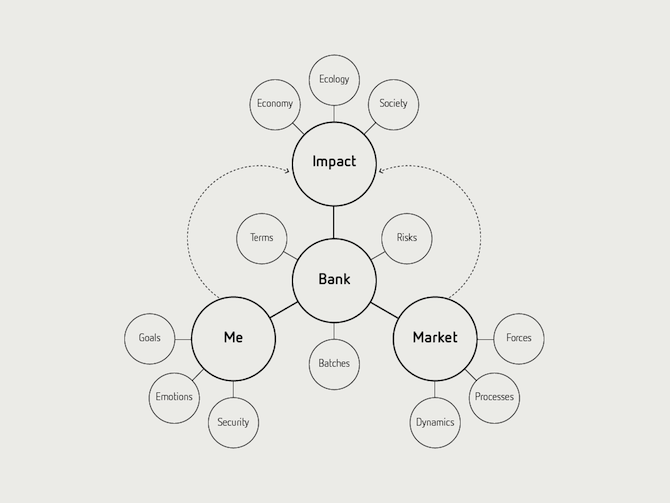 Ecology
Economy
Society
Impact
Terms
Risks
Bank
Goals
Me
Market
Forces
Batches
Emotions
Processes
Security
Dynamics